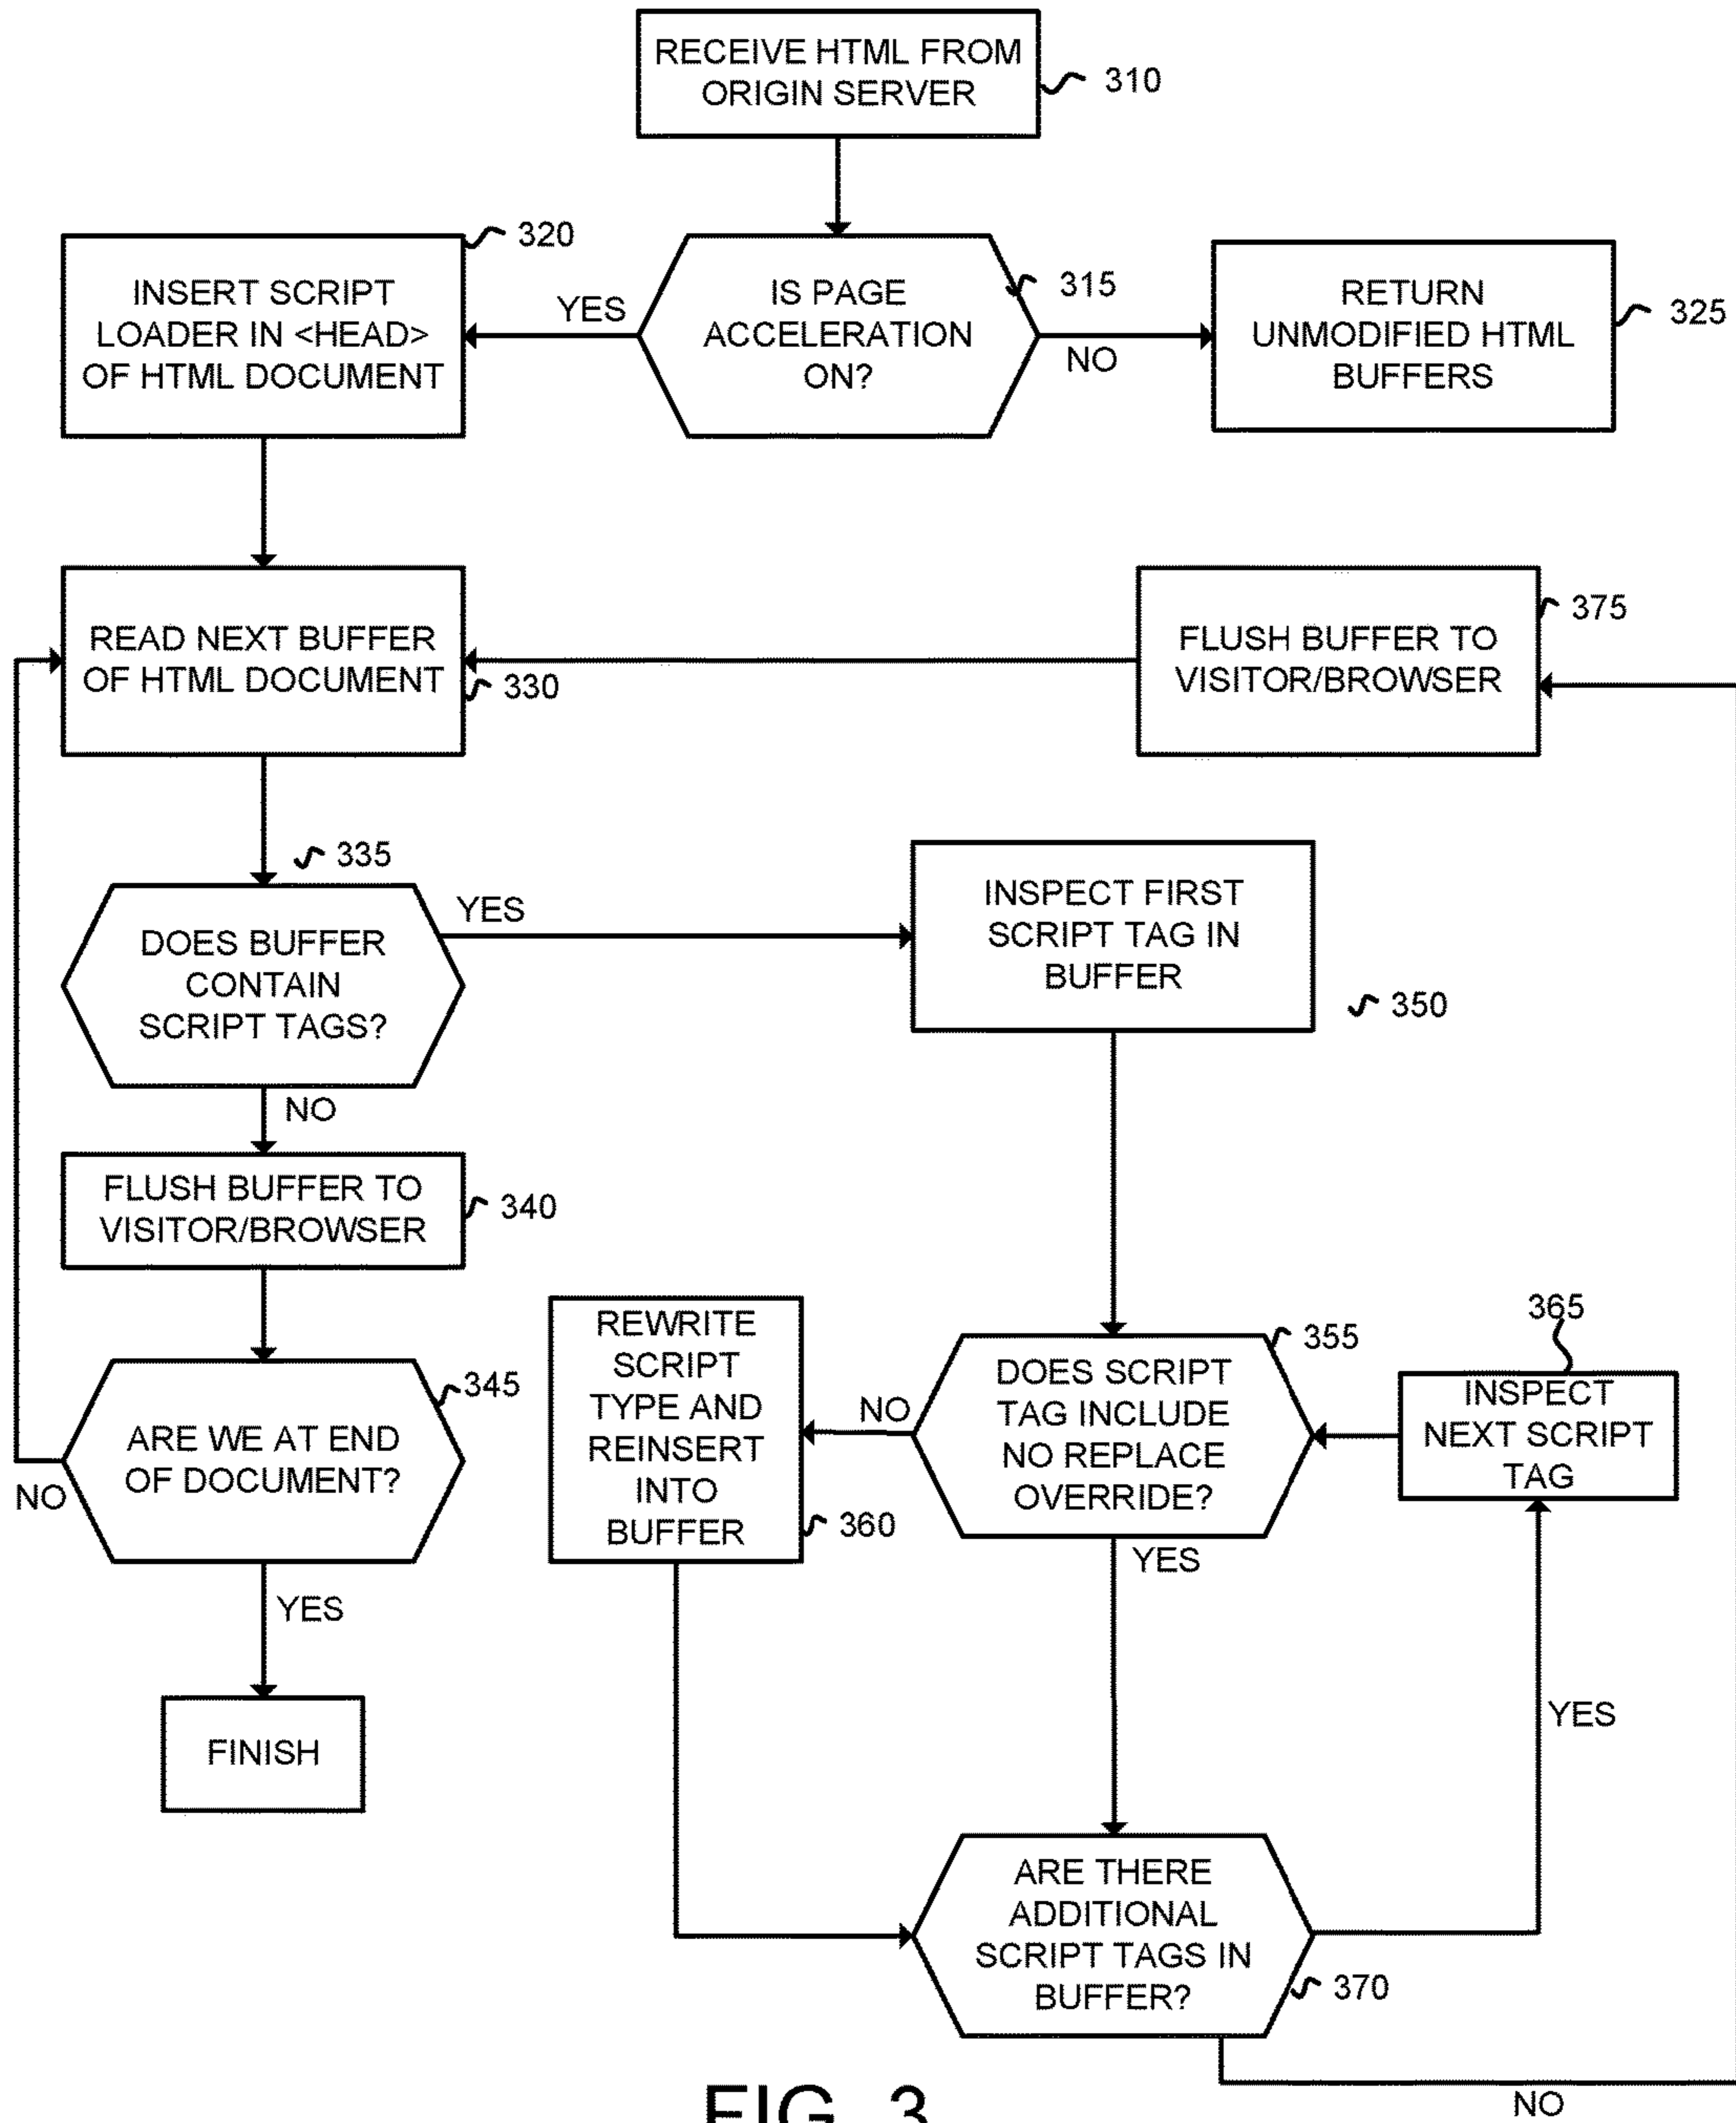 RECEIVE HTML FROM
ORIGIN SERVER
310
320
INSERT SCRIPT
LOADER IN <HEAD>
OF HTML DOCUMENT
YES
IS PAGE
ACCELERATION
ON?
315
NO
RETURN
UNMODIFIED HTML
BUFFERS
325
READ NEXT BUFFER
OF HTML DOCUMENT
330
FLUSH BUFFER TO
VISITOR/BROWSER
375
335
DOES BUFFER
CONTAIN
SCRIPT TAGS?
YES
NO
INSPECT FIRST
SCRIPT TAG IN
BUFFER
350
FLUSH BUFFER TO
VISITOR/BROWSER
340
ARE WE AT END
OF DOCUMENT?
345
NO
YES
FINISH
REWRITE
SCRIPT
TYPE AND
REINSERT
INTO
BUFFER
360
NO
DOES SCRIPT
TAG INCLUDE
NO REPLACE
OVERRIDE?
355
YES
365
INSPECT
NEXT SCRIPT
TAG
YES
ARE THERE
ADDITIONAL
SCRIPT TAGS IN
BUFFER?
370
NO
FIG. 3